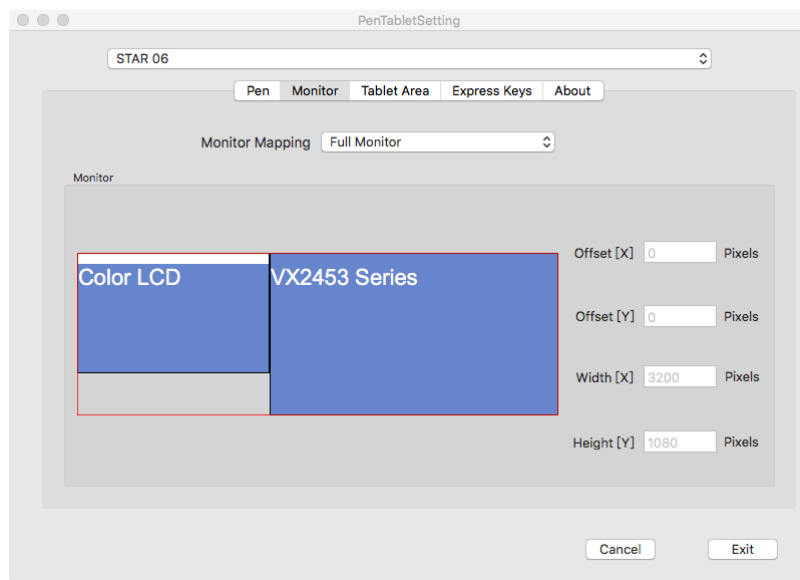 PenTabletSetting
STAR 06
Pen Monitor Tablet Area Express Keys About
Monitor Mapping Full Monitor
Monitor
Color LCD VX2453 Series
Offset [X] 0 Pixels
Offset [Y] 0 Pixels
Width [X] 3200 Pixels
Height [Y] 1080 Pixels
Cancel Exit